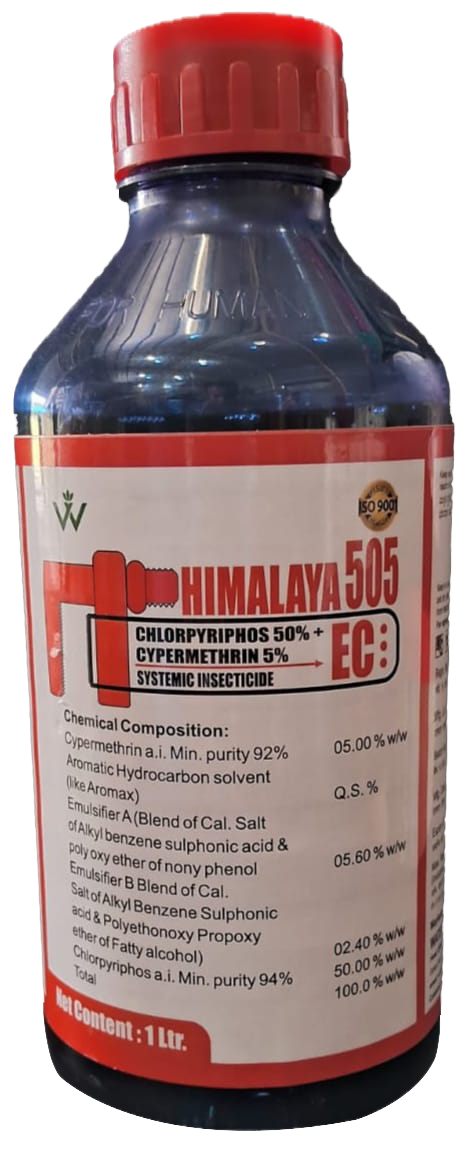 FOR HUMAN
ISO 9001
HIMALAYA 505
CHLORPYRIPHOS 50% +
CYPERMETHRIN 5%
EC
SYSTEMIC INSECTICIDE
Chemical Composition:
Cypermethrin a.i. Min. purity 92% 05.00 % w/w
Aromatic Hydrocarbon solvent
(like Aromax) Q.S. %
Emulsifier A (Blend of Cal. Salt
of Alkyl benzene sulphonic acid &
poly oxy ether of nony phenol 05.60 % w/w
Emulsifier B Blend of Cal.
Salt of Alkyl Benzene Sulphonic
acid & Polyethonoxy Propoxy
ether of Fatty alcohol) 02.40 % w/w
Chlorpyriphos a.i. Min. purity 94% 50.00 % w/w
Total 100.0 % w/w
Net Content : 1 Ltr.